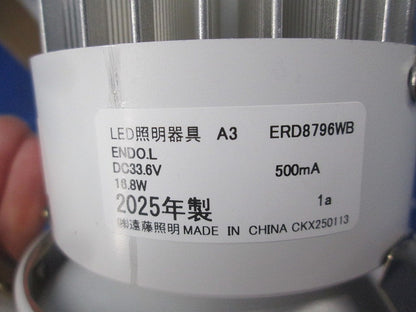 LED照明器具 A3 ERD8796WB
ENDO.L
DC33.6V 500mA
16.8W
2025年製 1a
㈱遠藤照明 MADE IN CHINA CKX250113